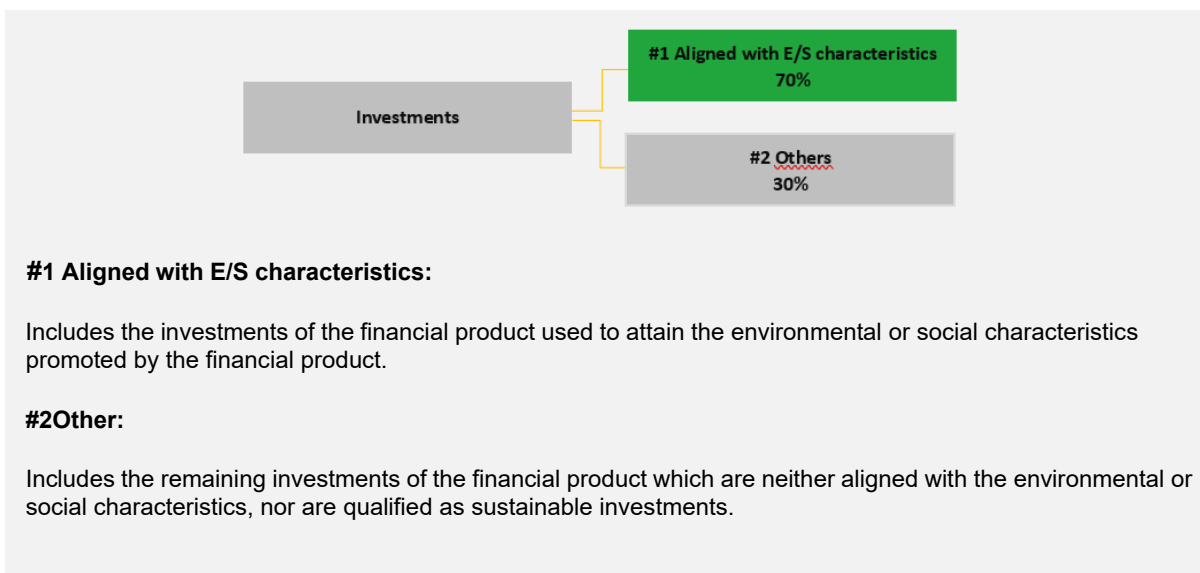 #1 Aligned with E/S characteristics
70%
Investments
#2 Others
30%
#1 Aligned with E/S characteristics:
Includes the investments of the financial product used to attain the environmental or social characteristics
promoted by the financial product.
#2Other:
Includes the remaining investments of the financial product which are neither aligned with the environmental or
social characteristics, nor are qualified as sustainable investments.